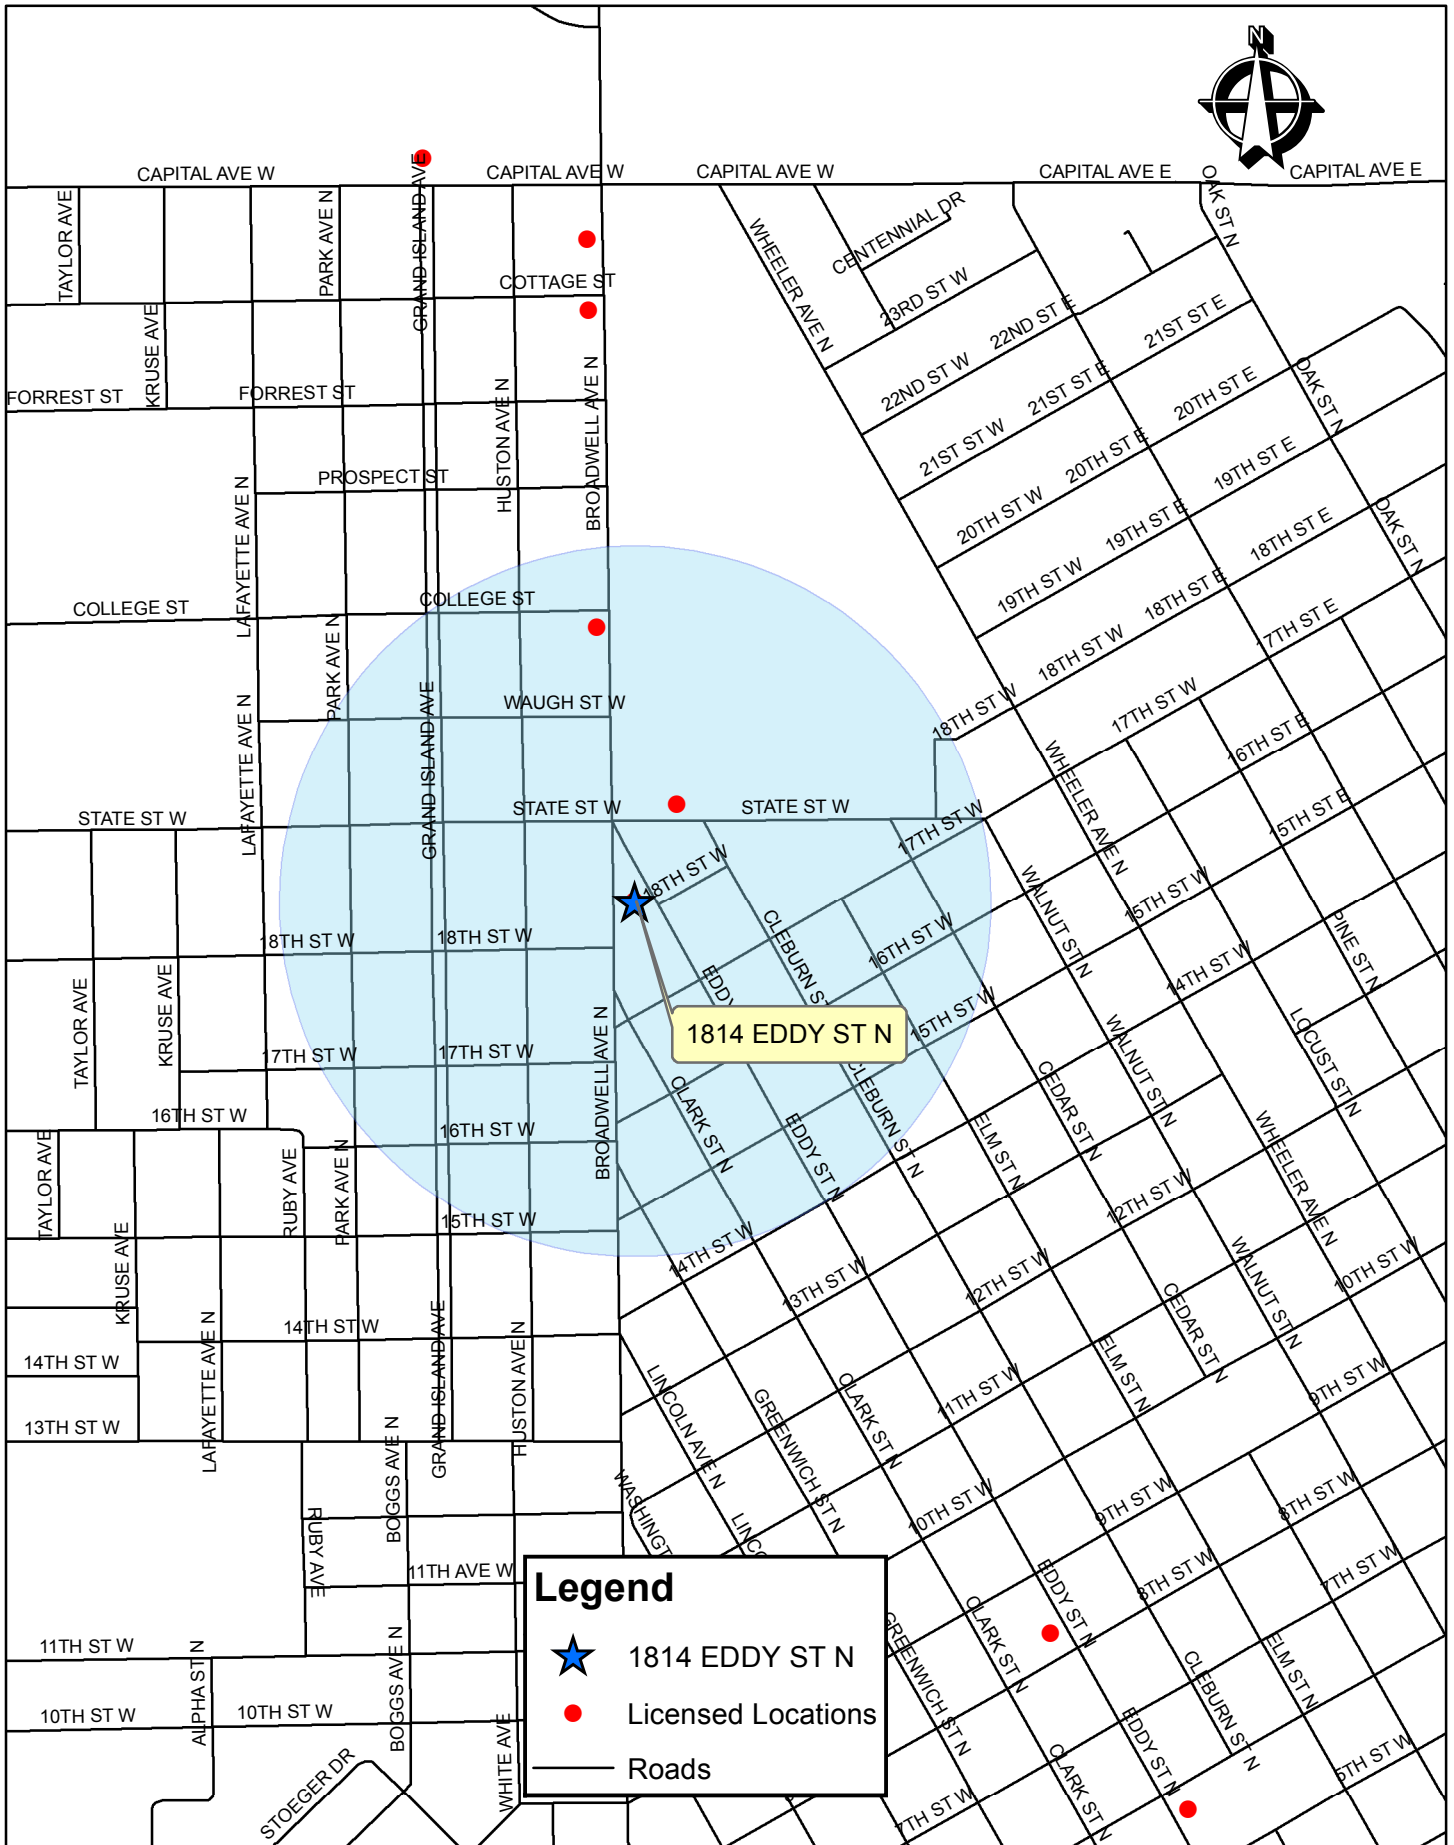 N
CAPITAL AVE W
CAPITAL AVE W
CAPITAL AVE W
CAPITAL AVE E
CAPITAL AVE E
TAYLOR AVE
PARK AVE N
GRAND ISLAND AVE
OAK ST N
CENTENNIAL DR
WHEELER AVE N
COTTAGE ST
23RD ST W
22ND ST E
21ST ST E
KRUSE AVE
FORREST ST
FORREST ST
HUSTON AVE N
BROADWELL AVE N
22ND ST W
21ST ST E
20TH ST E
OAK ST N
21ST ST W
20TH ST E
19TH ST E
PROSPECT ST
LAFAYETTE AVE N
20TH ST W
19TH ST E
18TH ST E
OAK ST N
COLLEGE ST
COLLEGE ST
19TH ST W
18TH ST E
17TH ST E
PARK AVE N
18TH ST W
WAUGH ST W
18TH ST W
17TH ST W
16TH ST E
LAFAYETTE AVE N
GRAND ISLAND AVE
WHEELER AVE N
STATE ST W
STATE ST W
STATE ST W
17TH ST W
15TH ST E
18TH ST W
WALNUT ST N
15TH ST W
PINE ST N
18TH ST W
18TH ST W
CLEBURN ST
16TH ST W
14TH ST W
TAYLOR AVE
KRUSE AVE
EDDY
1814 EDDY ST N
15TH ST W
17TH ST W
17TH ST W
BROADWELL AVE N
WALNUT ST N
LOCUST ST N
CLARK ST N
CLEBURN ST N
CEDAR ST N
16TH ST W
16TH ST W
EDDY ST N
ELM ST N
WHEELER AVE N
TAYLOR AVE
RUBY AVE
PARK AVE N
12TH ST W
15TH ST W
KRUSE AVE
14TH ST W
13TH ST W
12TH ST W
WALNUT ST N
10TH ST W
14TH ST W
14TH ST W
LAFAYETTE AVE N
GRAND ISLAND AVE
HUSTON AVE N
CEDAR ST N
ELM ST N
13TH ST W
LINCOLN AVE N
GREENWICH ST N
CLARK ST N
11TH ST W
9TH ST W
BOGGS AVE N
WASHINGT
LINCO
10TH ST W
9TH ST W
8TH ST W
RUBY AVE
11TH AVE W
EDDY ST N
8TH ST W
7TH ST W
Legend
1814 EDDY ST N
Licensed Locations
Roads
11TH ST W
ALPHA ST N
BOGGS AVE N
GREENWICH ST N
CLARK ST N
CLEBURN ST N
ELM ST N
10TH ST W
10TH ST W
WHITE AVE
EDDY ST N
5TH ST W
STOEGER DR
7TH ST W
CLARK ST N